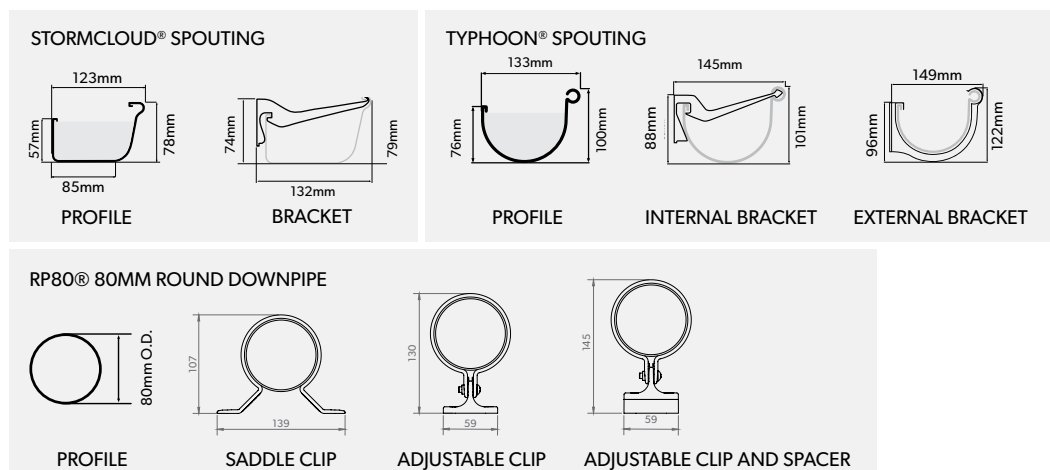 STORMCLOUD® SPOUTING
123mm
57mm
78mm
85mm
PROFILE
74mm
79mm
132mm
BRACKET
TYPHOON® SPOUTING
133mm
76mm
100mm
PROFILE
145mm
88mm
101mm
INTERNAL BRACKET
149mm
96mm
122mm
EXTERNAL BRACKET
RP80® 80MM ROUND DOWNPIPE
80mm O.D.
PROFILE
107
139
SADDLE CLIP
130
59
ADJUSTABLE CLIP
145
59
ADJUSTABLE CLIP AND SPACER